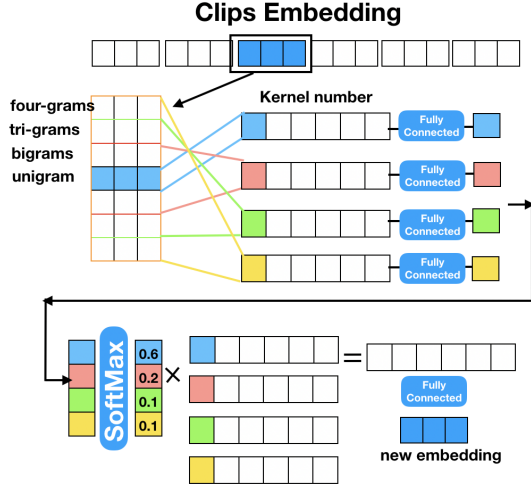 Clips Embedding
four-grams
tri-grams
bigrams
unigram
Kernel number
Fully
Connected
Fully
Connected
Fully
Connected
Fully
Connected
SoftMax
0.6
0.2
0.1
0.1
×
=
Fully
Connected
new embedding